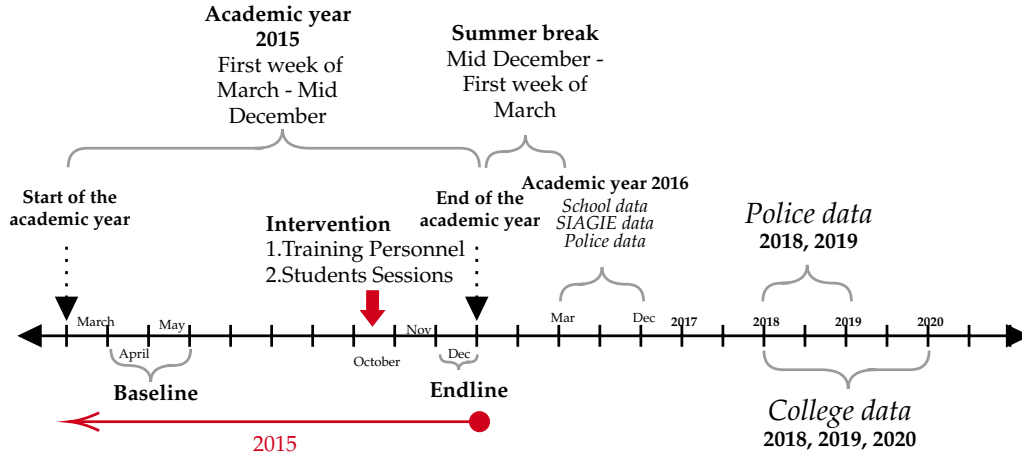 Academic year
2015
First week of
March - Mid
December
Summer break
Mid December -
First week of
March
Start of the
academic year
Intervention
1.Training Personnel
2.Students Sessions
End of the
academic year
Academic year 2016
School data
SIAGIE data
Police data
Police data
2018, 2019
March
May
Nov
Mar
Dec
2017
2018
2019
2020
April
October
Dec
Baseline
Endline
2015
College data
2018, 2019, 2020